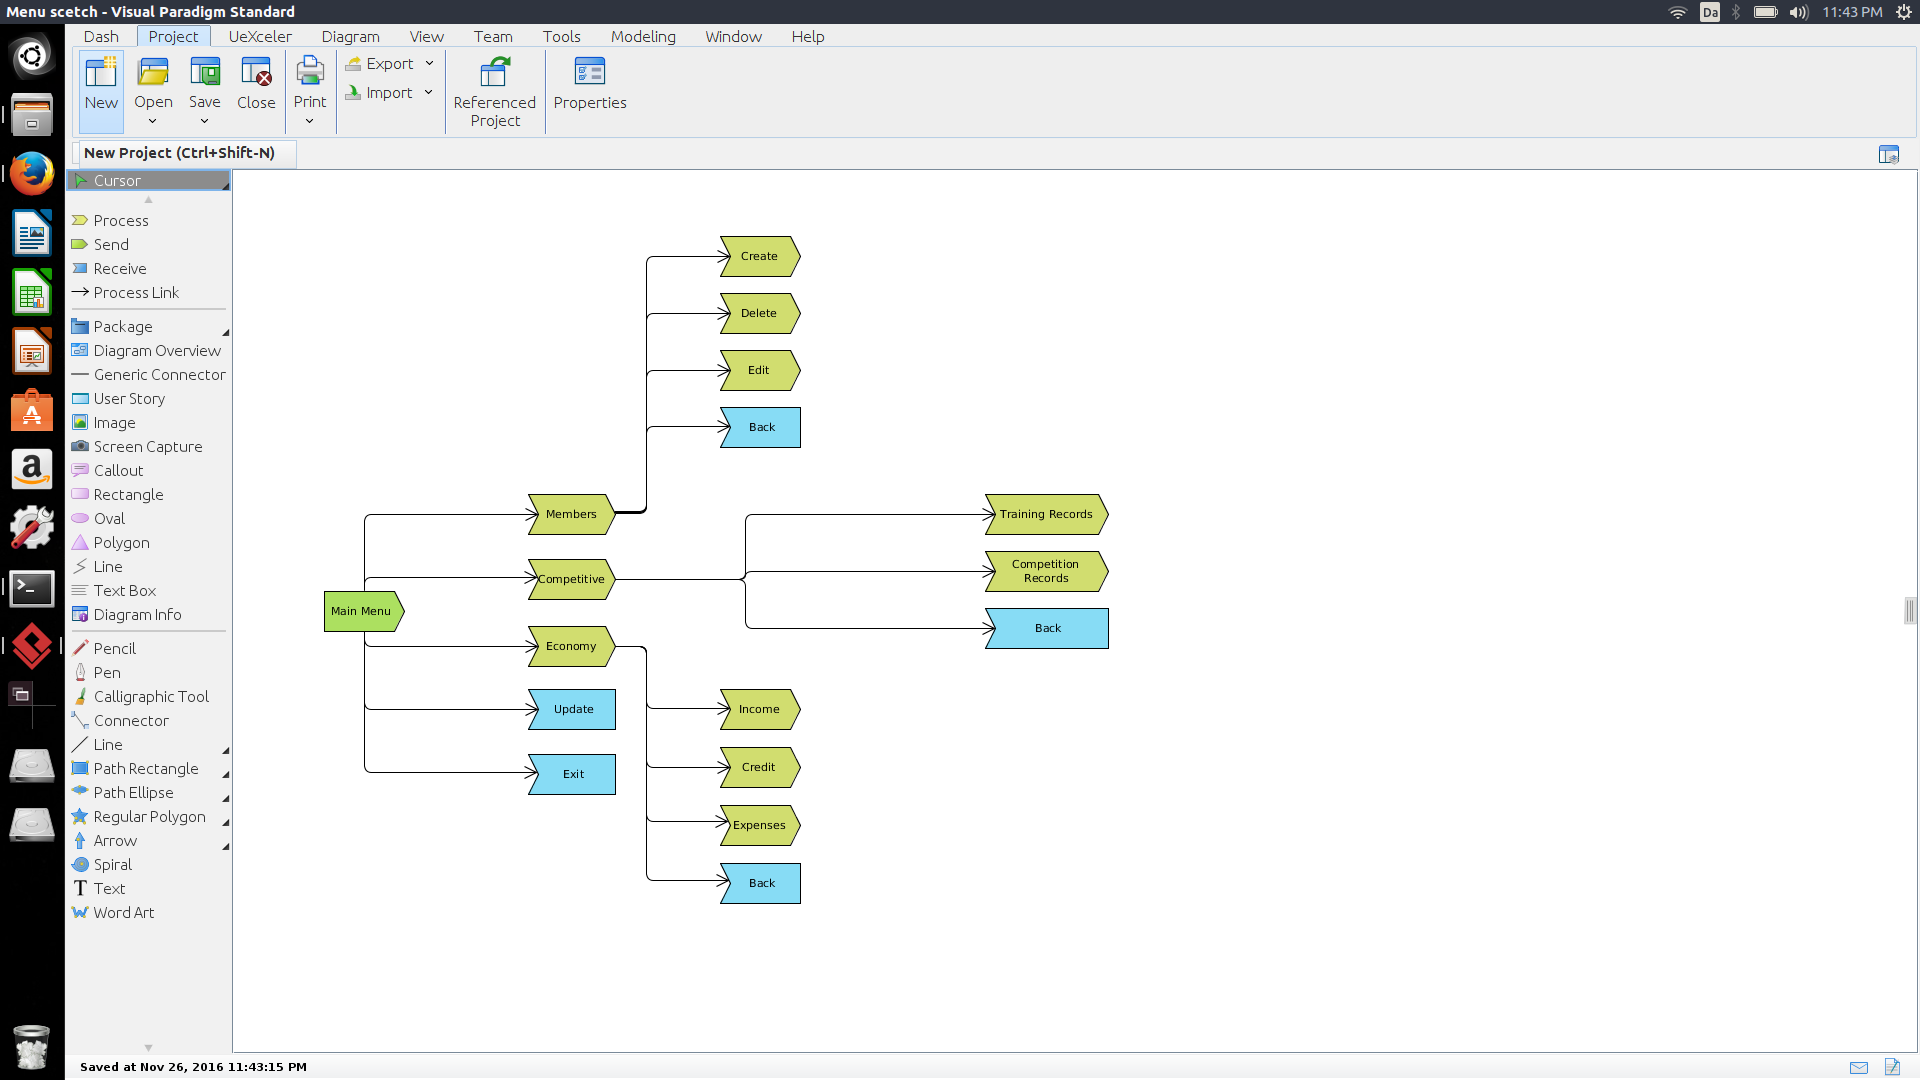 Menu scetch - Visual Paradigm Standard
Da
11:43 PM
Dash Project UeXceler Diagram View Team Tools Modeling Window Help
New
Open
Save
Close
Print
Export
Import
Referenced
Project
Properties
New Project (Ctrl+Shift-N)
Cursor
Process
Send
Receive
Process Link
Package
Diagram Overview
Generic Connector
User Story
Image
Screen Capture
Callout
Rectangle
Oval
Polygon
Line
Text Box
Diagram Info
Pencil
Pen
Calligraphic Tool
Connector
Line
Path Rectangle
Path Ellipse
Regular Polygon
Arrow
Spiral
Text
Word Art
Create
Delete
Edit
Back
Members
Training Records
Competitive
Competition
Records
Main Menu
Back
Economy
Update
Income
Exit
Credit
Expenses
Back
Saved at Nov 26, 2016 11:43:15 PM